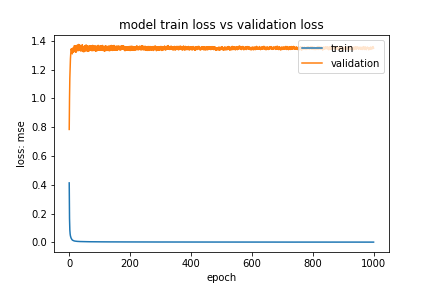 model train loss vs validation loss
1.4
1.2
1.0
0.8
0.6
0.4
0.2
0.0
loss: mse
train
validation
0 200 400 600 800 1000
epoch